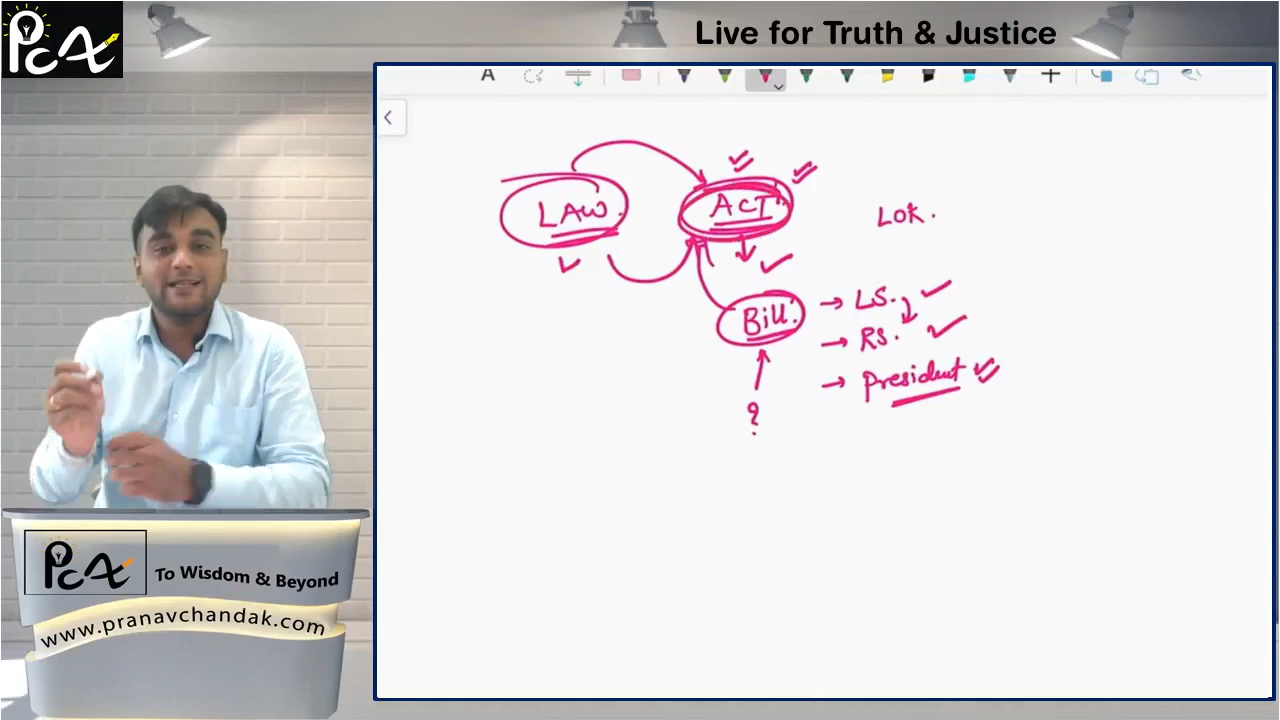 PCA
Live for Truth & Justice
A
LAW.
ACT
LOK.
Bill.
→ LS.
→ RS.
→ President
?
PCA
To Wisdom & Beyond
www.pranavchandak.com